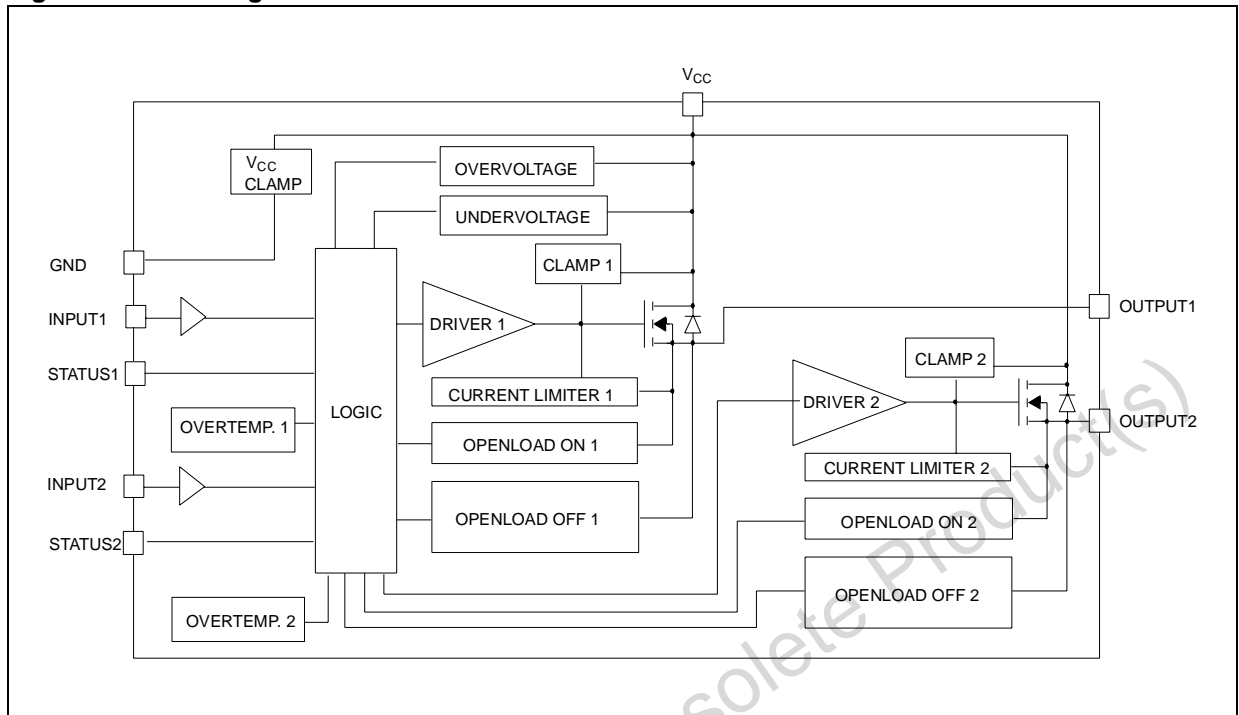 VCC
VCC
CLAMP
OVERVOLTAGE
UNDERVOLTAGE
GND
CLAMP 1
INPUT1
DRIVER 1
OUTPUT1
STATUS1
CURRENT LIMITER 1
CLAMP 2
LOGIC
DRIVER 2
OUTPUT2
OVERTEMP. 1
OPENLOAD ON 1
CURRENT LIMITER 2
INPUT2
OPENLOAD OFF 1
OPENLOAD ON 2
STATUS2
OPENLOAD OFF 2
OVERTEMP. 2
solete Product(s)